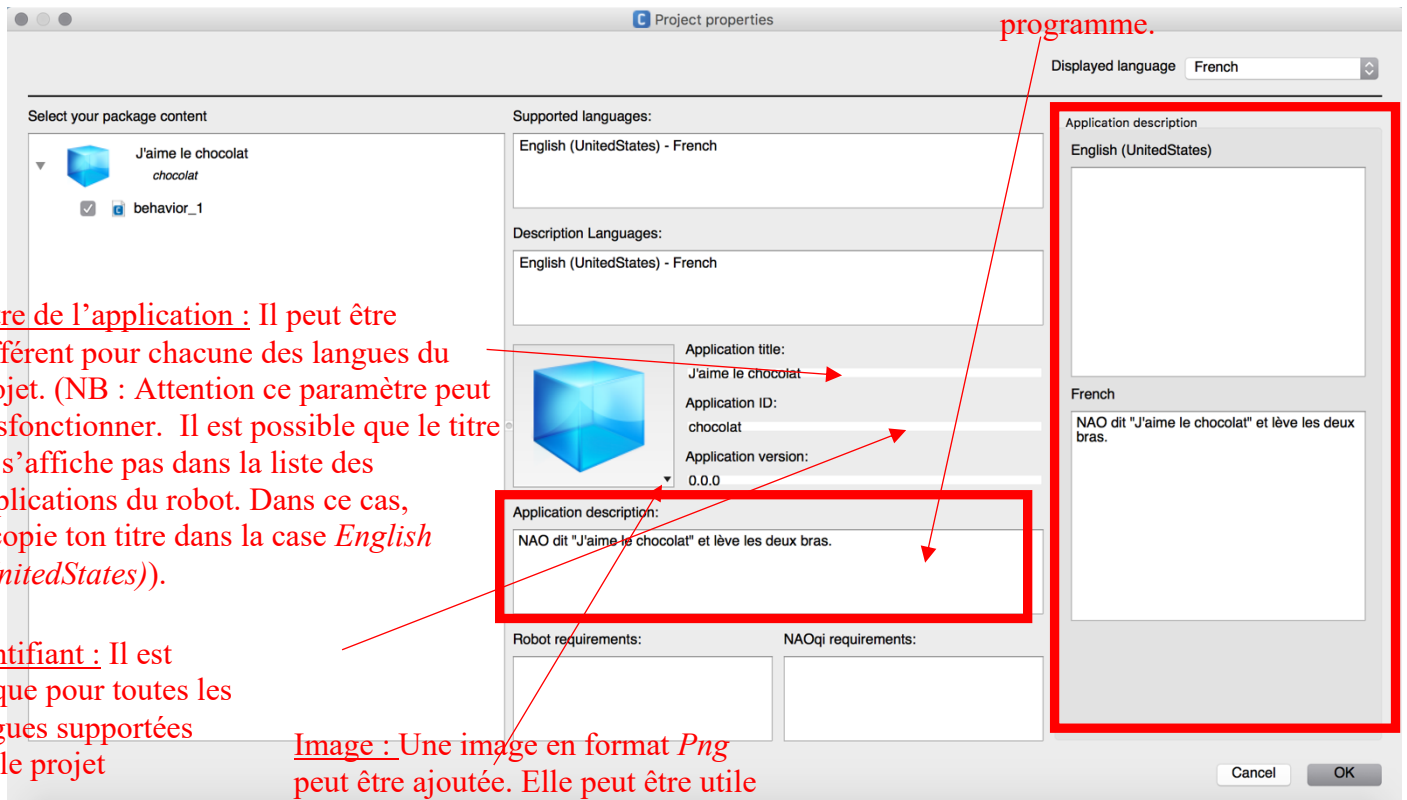 Project properties
programme.
Displayed language French
Select your package content
J'aime le chocolat
chocolat
behavior_1
Supported languages:
English (UnitedStates) - French
Description Languages:
English (UnitedStates) - French
Application title:
J'aime le chocolat
Application ID:
chocolat
Application version:
0.0.0
Application description:
NAO dit "J'aime le chocolat" et lève les deux bras.
Robot requirements:
NAOqi requirements:
Application description
English (UnitedStates)
French
NAO dit "J'aime le chocolat" et lève les deux
bras.
re de l'application : Il peut être
fférent pour chacune des langues du
ojet. (NB : Attention ce paramètre peut
sfonctionner. Il est possible que le titre
s'affiche pas dans la liste des
plications du robot. Dans ce cas,
copie ton titre dans la case English
nitedStates)).
ntifiant : Il est
que pour toutes les
gues supportées
le projet
Image : Une image en format Png
peut être ajoutée. Elle peut être utile
Cancel
OK